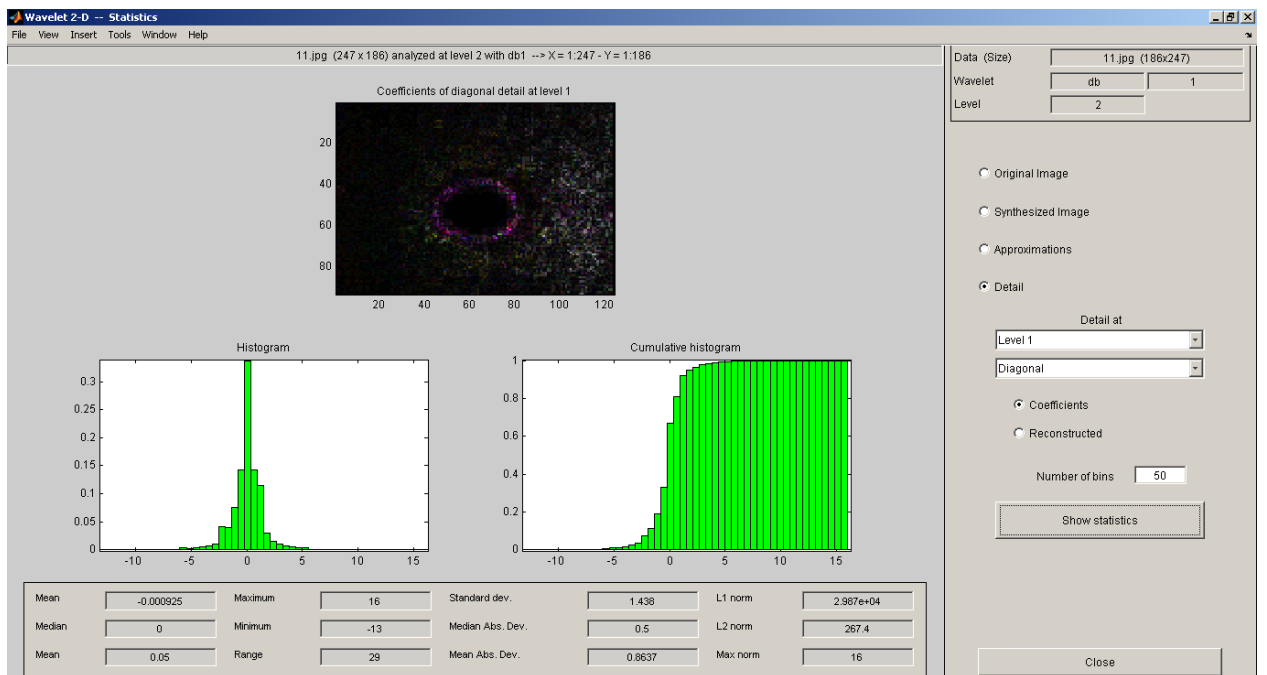 Wavelet 2-D -- Statistics
File View Insert Tools Window Help
11.jpg (247 x 186) analyzed at level 2 with db1 --> X = 1:247 - Y = 1:186
Coefficients of diagonal detail at level 1
20
40
60
80
20 40 60 80 100 120
Histogram
0.3
0.25
0.2
0.15
0.1
0.05
0
-10 -5 0 5 10 15
Cumulative histogram
1
0.8
0.6
0.4
0.2
0
-10 -5 0 5 10 15
Mean -0.000925 Maximum 16 Standard dev. 1.438 L1 norm 2.987e+04
Median 0 Minimum -13 Median Abs. Dev. 0.5 L2 norm 267.4
Mean 0.05 Range 29 Mean Abs. Dev. 0.8637 Max norm 16
Data (Size) 11.jpg (186x247)
Wavelet db 1
Level 2
Original Image
Synthesized Image
Approximations
Detail
Detail at
Level 1
Diagonal
Coefficients
Reconstructed
Number of bins 50
Show statistics
Close